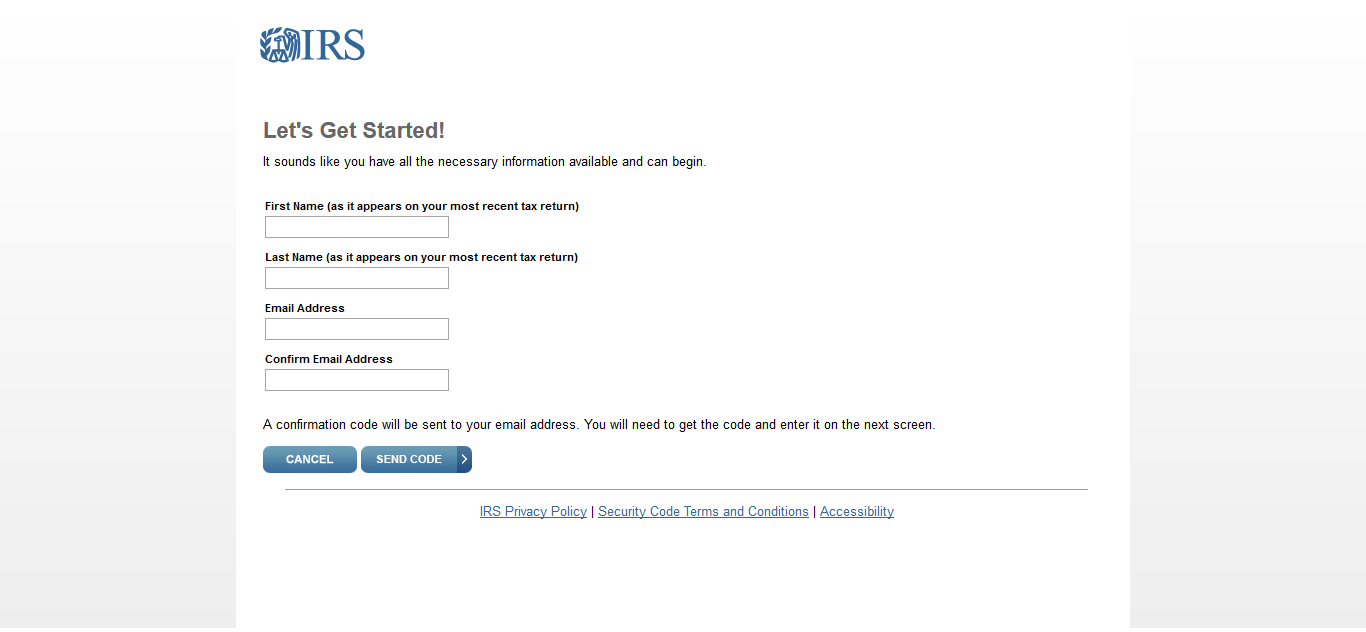 IRS
Let's Get Started!
It sounds like you have all the necessary information available and can begin.
First Name (as it appears on your most recent tax return)
Last Name (as it appears on your most recent tax return)
Email Address
Confirm Email Address
A confirmation code will be sent to your email address. You will need to get the code and enter it on the next screen.
CANCEL SEND CODE >
IRS Privacy Policy | Security Code Terms and Conditions | Accessibility